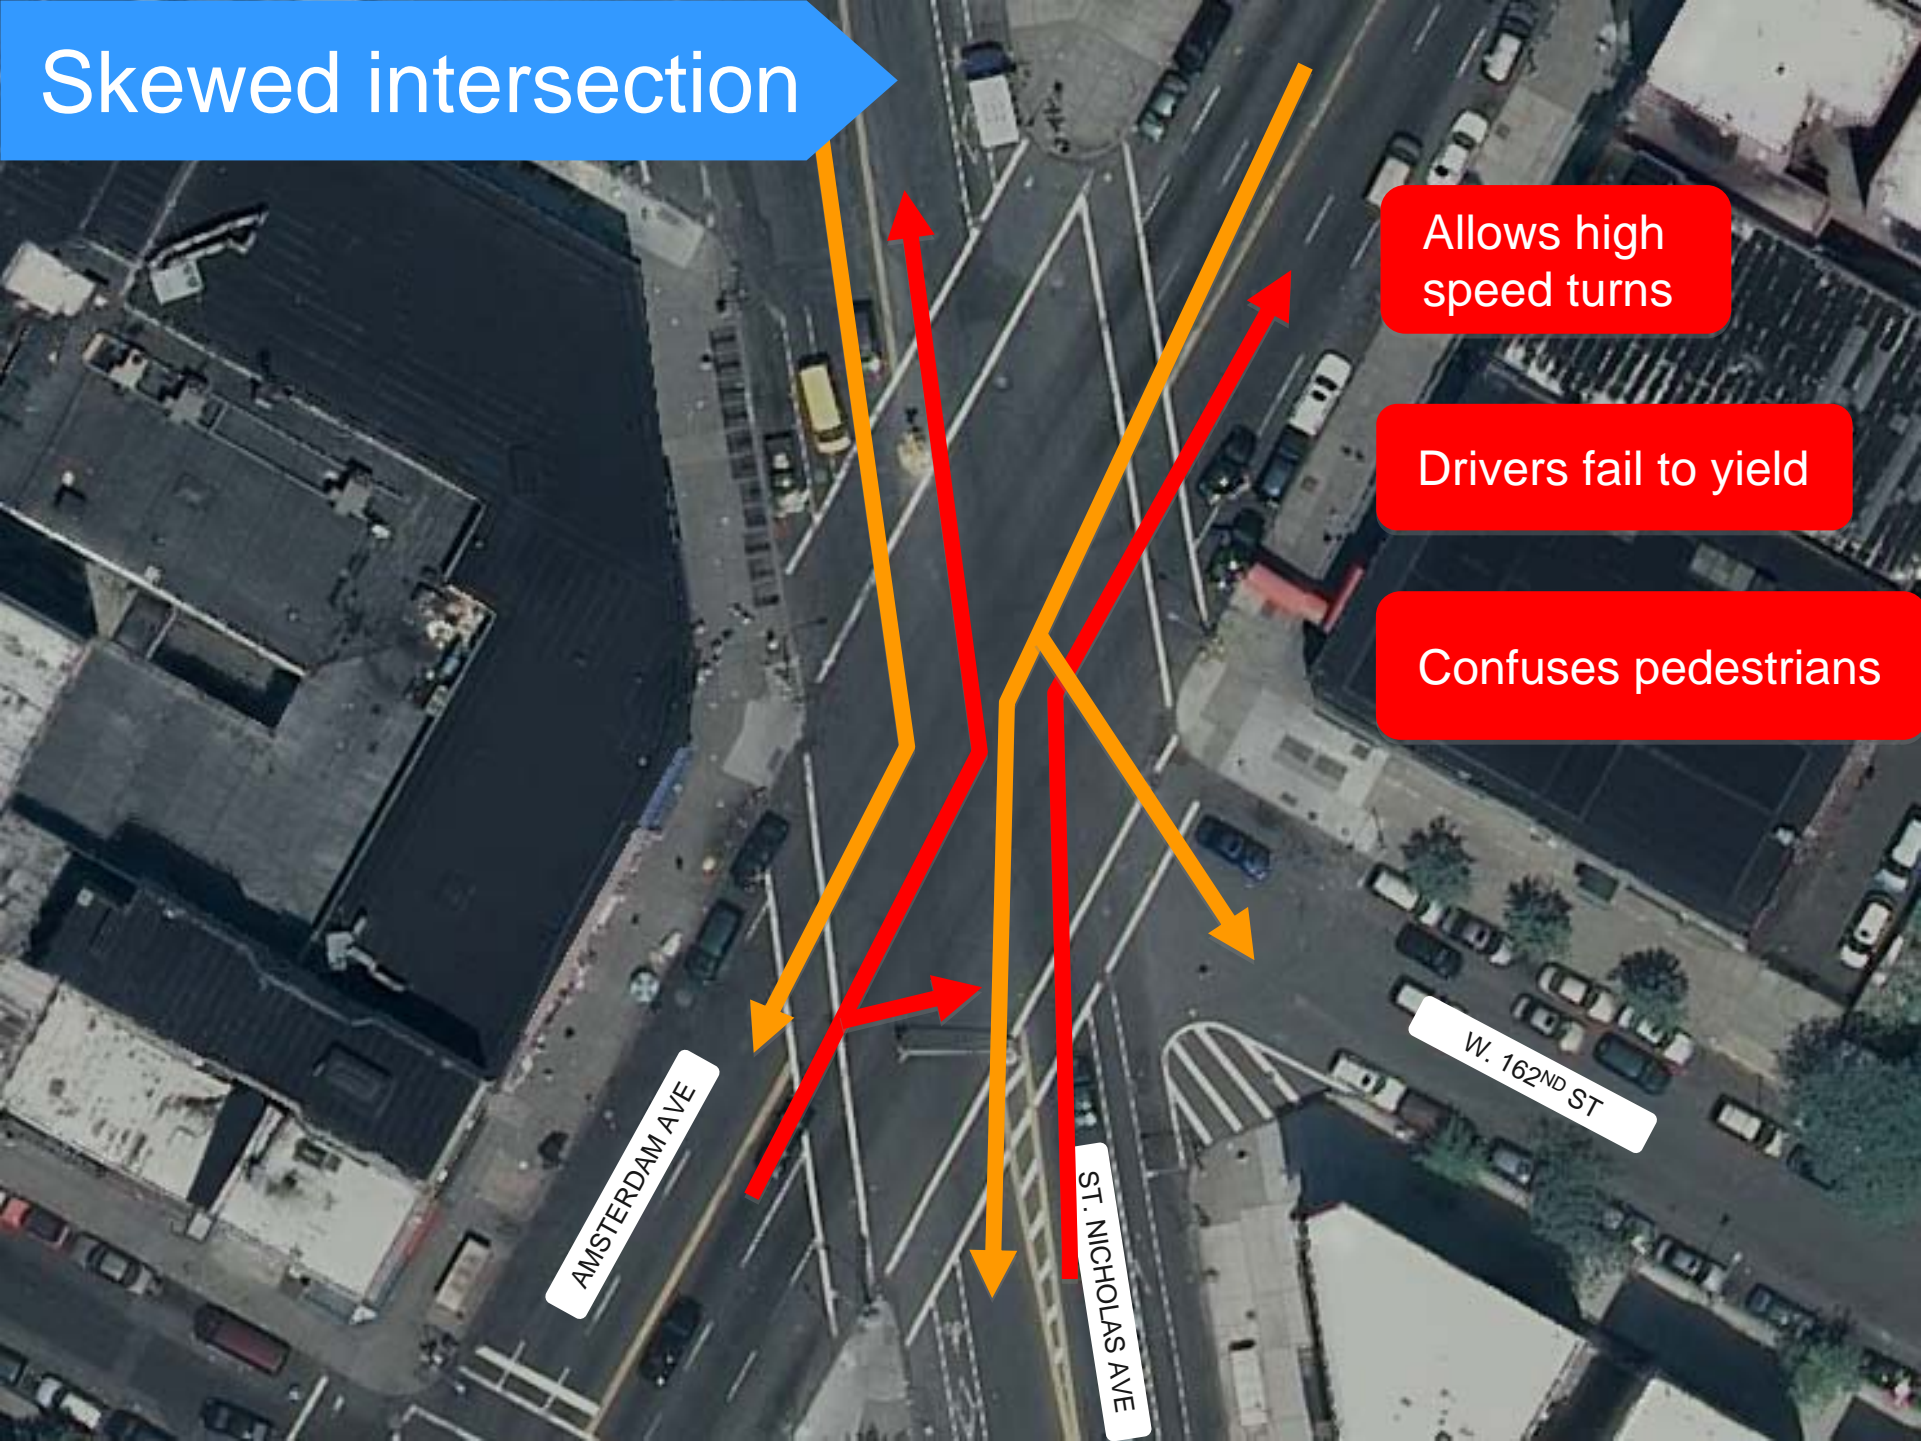 Skewed intersection
Allows high
speed turns
Drivers fail to yield
Confuses pedestrians
W. 162ND ST
AMSTERDAM AVE
ST. NICHOLAS AVE